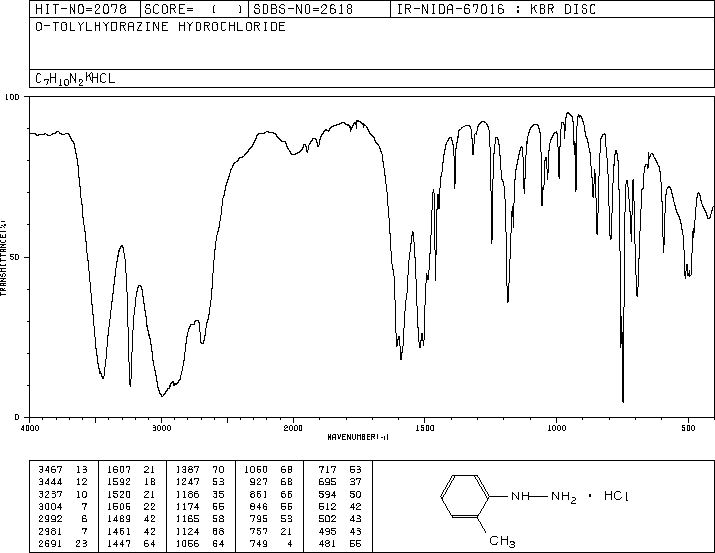 HIT-NO=2078 SCORE= ( ) SDBS-NO=2618 IR-NIDA-67016 : KBR DISC
O-TOLYLHYDRAZINE HYDROCHLORIDE
C7H10N2*HCL
100
50
0
TRANSMITTANCE(%)
4000 3000 2000 1500 1000 500
WAVENUMBER(-1)
3467 13 1607 21 1387 70 1060 68 717 53
3444 12 1592 18 1247 53 927 68 695 37
3237 10 1520 21 1186 35 861 66 594 50
3004 7 1506 22 1174 56 846 55 512 42
2992 6 1489 42 1165 58 795 53 502 43
2981 7 1461 42 1124 68 757 21 495 43
2691 23 1447 64 1056 64 749 4 481 55
NH NH2 · HCl
CH3